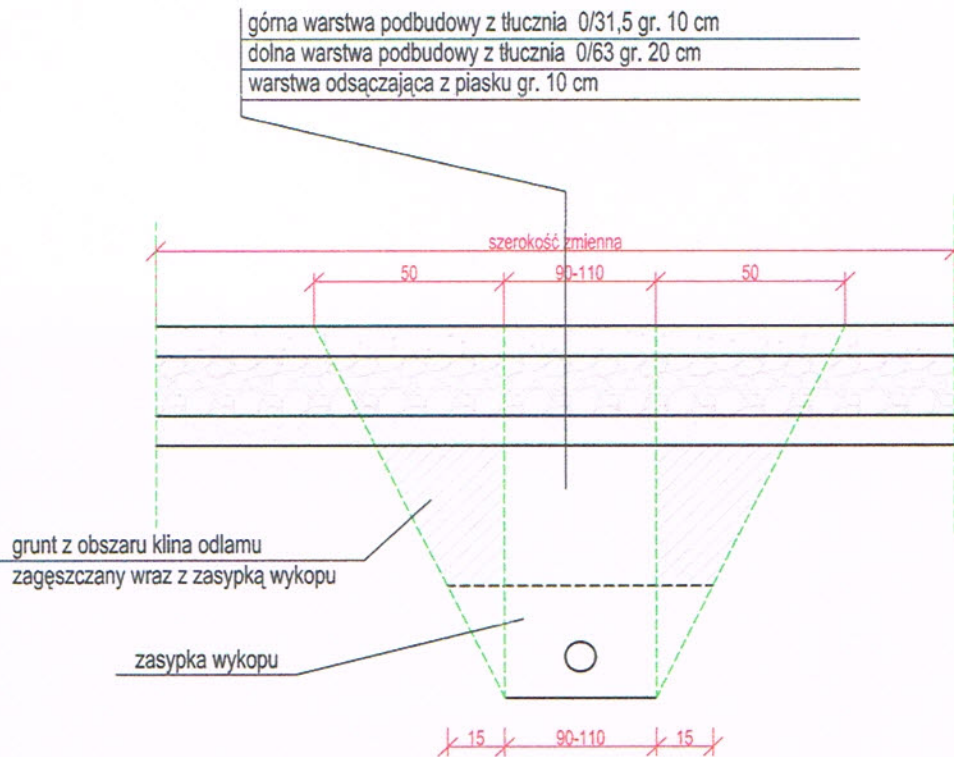 górna warstwa podbudowy z tłucznia 0/31,5 gr. 10 cm
dolna warstwa podbudowy z tłucznia 0/63 gr. 20 cm
warstwa odsączająca z piasku gr. 10 cm
szerokość zmienna
50 90-110 50
grunt z obszaru klina odłamu
zagęszczany wraz z zasypką wykopu
zasypka wykopu
15 90-110 15